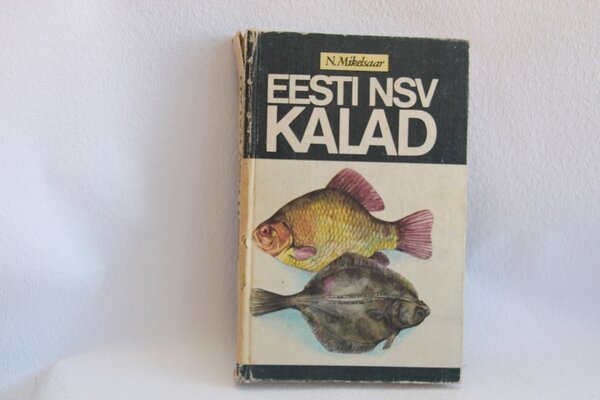 N. Mikelsaar
EESTI NSV
KALAD